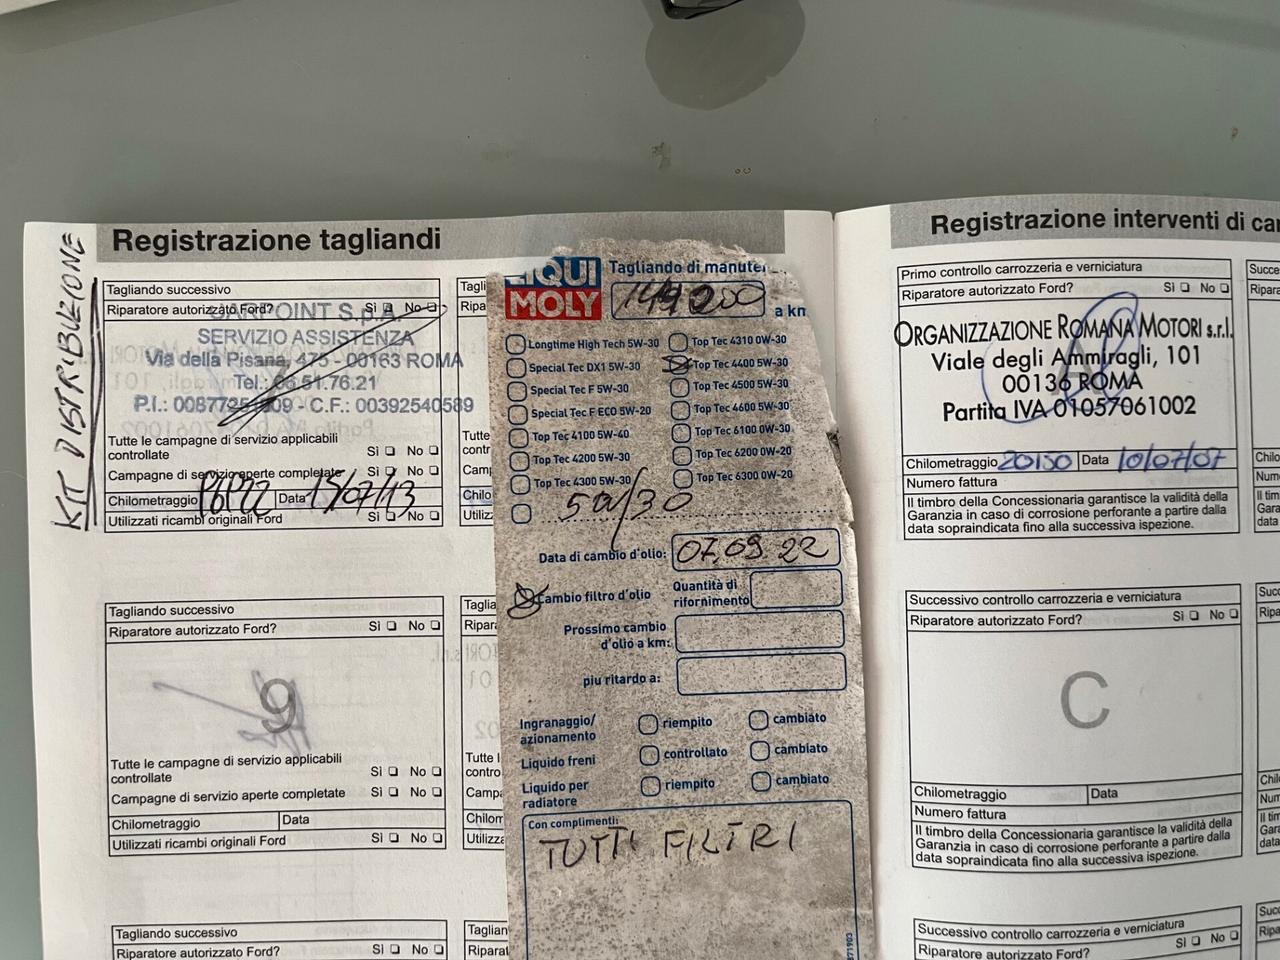 KIT DISTRIBUZIONE
Registrazione tagliandi
Tagliando successivo
Riparatore autorizzato Ford? Sì No
CARPOINT S.p.A.
SERVIZIO ASSISTENZA
Via della Pisana, 475 - 00163 ROMA
Tel.: 06 51.76.21
P.I.: - C.F.: 00392540589
Tutte le campagne di servizio applicabili
controllate Sì No
Campagne di servizio aperte completate Sì No
Chilometraggio Data 15/07/13
Utilizzati ricambi originali Ford Sì No
Tagliando successivo
Riparatore autorizzato Ford? Sì No
9
Tutte le campagne di servizio applicabili
controllate Sì No
Campagne di servizio aperte completate Sì No
Chilometraggio Data
Utilizzati ricambi originali Ford Sì No
Tagliando successivo
Riparatore autorizzato Ford? Sì No
LIQUI
MOLY
Tagliando di manuten
a km
Longtime High Tech 5W-30
Special Tec DX1 5W-30
Special Tec F 5W-30
Special Tec F ECO 5W-20
Top Tec 4100 5W-40
Top Tec 4200 5W-30
Top Tec 4300 5W-30
Top Tec 4310 0W-30
Top Tec 4400 5W-30
Top Tec 4500 5W-30
Top Tec 4600 5W-30
Top Tec 6100 0W-30
Top Tec 6200 0W-20
Top Tec 6300 0W-20
5W/30
Data di cambio d'olio: 07.09.22
Cambio filtro d'olio
Quantità di
rifornimento
Prossimo cambio
d'olio a km:
piu ritardo a:
Ingranaggio/
azionamento riempito cambiato
Liquido freni controllato cambiato
Liquido per
radiatore riempito cambiato
Con complimenti:
TUTTI FILTRI
Registrazione interventi di car
Primo controllo carrozzeria e verniciatura
Riparatore autorizzato Ford? Sì No
ORGANIZZAZIONE ROMANA MOTORI s.r.l.
Viale degli Ammiragli, 101
00136 ROMA
Partita IVA 01057061002
Chilometraggio 20150 Data 10/07/07
Numero fattura
Il timbro della Concessionaria garantisce la validità della
Garanzia in caso di corrosione perforante a partire dalla
data sopraindicata fino alla successiva ispezione.
Successivo controllo carrozzeria e verniciatura
Riparatore autorizzato Ford? Sì No
C
Chilometraggio Data
Numero fattura
Il timbro della Concessionaria garantisce la validità della
Garanzia in caso di corrosione perforante a partire dalla
data sopraindicata fino alla successiva ispezione.
Successivo controllo carrozzeria e verniciatura
Riparatore autorizzato Ford? Sì No